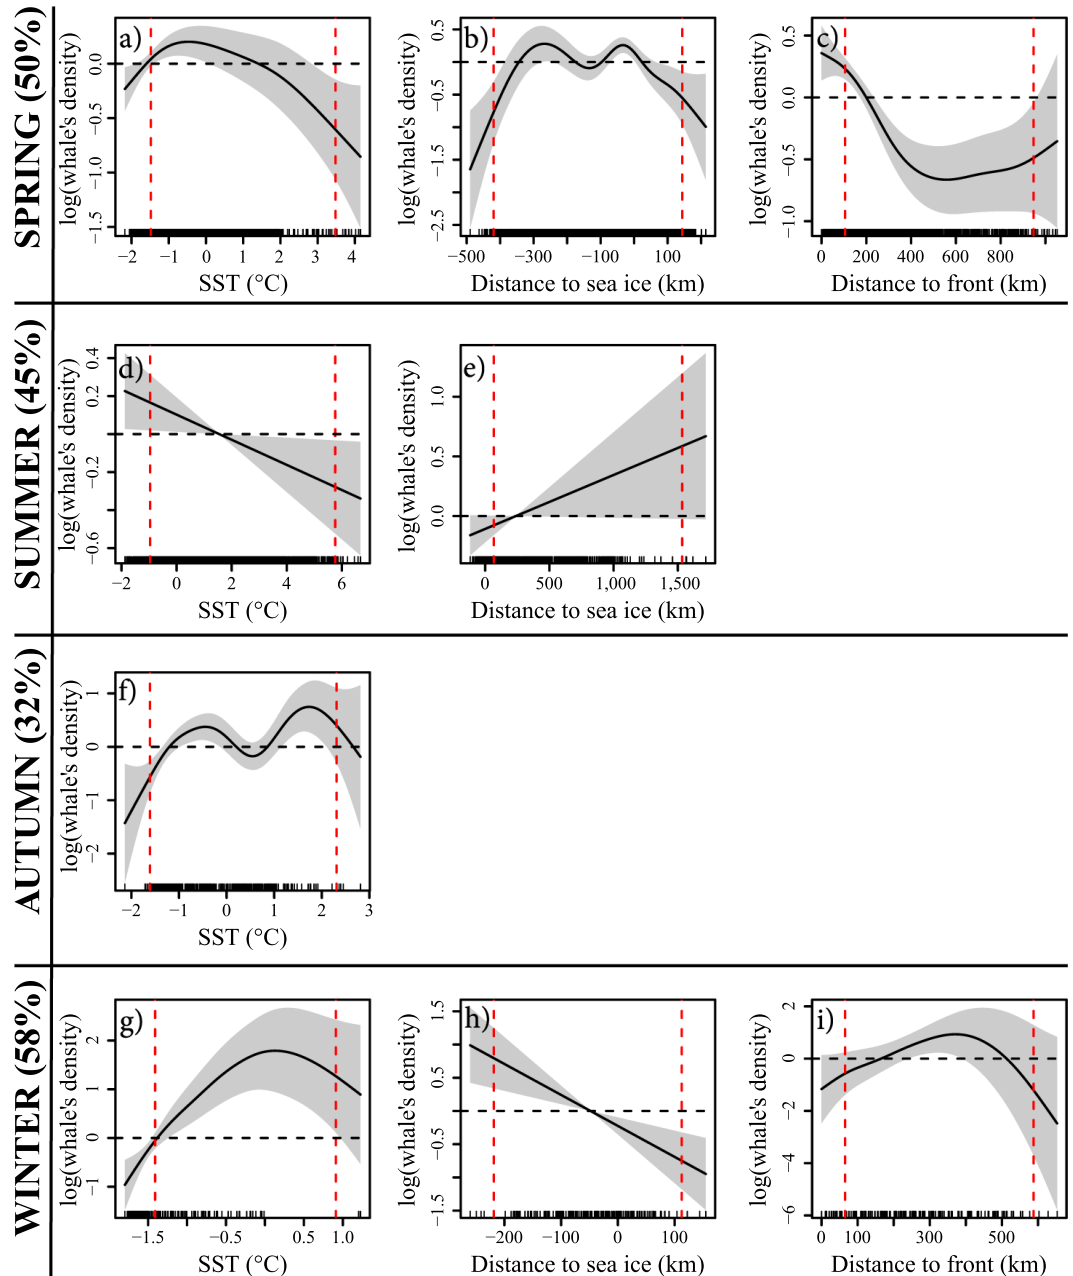 SPRING (50%)
a)
log(whale's density)
0.0
−0.5
−1.0
−1.5
−2 −1 0 1 2 3 4
SST (°C)
b)
log(whale's density)
0.5
−0.5
−1.5
−2.5
−500 −300 −100 100
Distance to sea ice (km)
c)
log(whale's density)
0.5
0.0
−0.5
−1.0
0 200 400 600 800
Distance to front (km)
SUMMER (45%)
d)
log(whale's density)
0.4
0.2
−0.2
−0.6
−2 0 2 4 6
SST (°C)
e)
log(whale's density)
1.0
0.5
0.0
0 500 1,000 1,500
Distance to sea ice (km)
AUTUMN (32%)
f)
log(whale's density)
1
0
−1
−2
−2 −1 0 1 2 3
SST (°C)
WINTER (58%)
g)
log(whale's density)
2
1
0
−1
−1.5 −0.5 0.5 1.0
SST (°C)
h)
log(whale's density)
1.5
0.5
−0.5
−1.5
−200 −100 0 100
Distance to sea ice (km)
i)
log(whale's density)
2
0
−2
−4
−6
0 100 300 500
Distance to front (km)